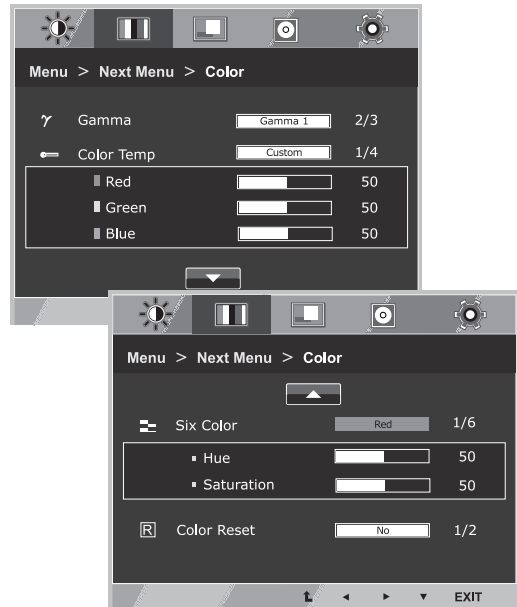 Menu > Next Menu > Color
γ Gamma Gamma 1 2/3
Color Temp Custom 1/4
Red 50
Green 50
Blue 50
Menu > Next Menu > Color
Six Color Red 1/6
Hue 50
Saturation 50
R Color Reset No 1/2
EXIT